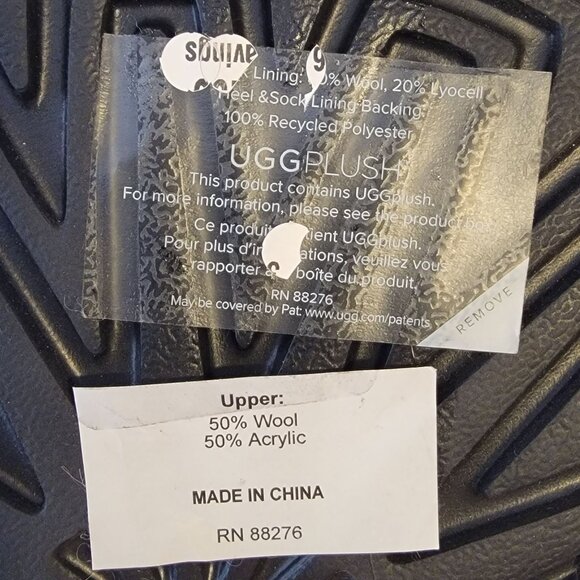 avings
Lining: 0% Wool, 20% Lyocell
Heel &Sock Lining Backing:
100% Recycled Polyester
UGGPLUSH
This product contains UGGplush.
For more information, please see the product box.
Ce produit ient UGGplush.
Pour plus d'in ations, veuillez vous
rapporter boîte du produit.
RN 88276
May be covered by Pat: www.ugg.com/patents
REMOVE
Upper:
50% Wool
50% Acrylic
MADE IN CHINA
RN 88276